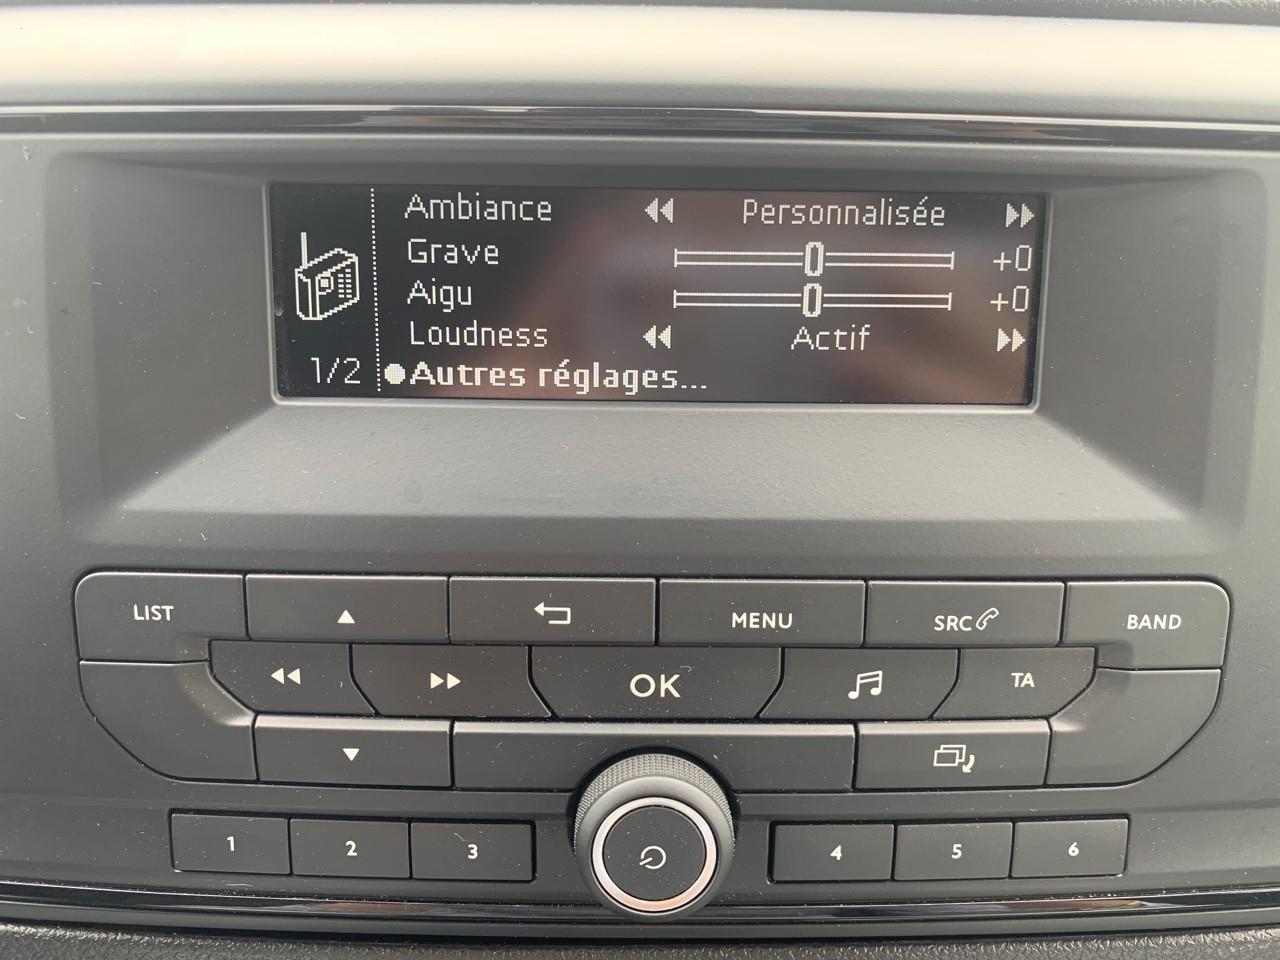 Ambiance Personnalisée
Grave +0
Aigu +0
Loudness Actif
1/2 Autres réglages...
LIST MENU SRC BAND
OK TA
1 2 3 4 5 6